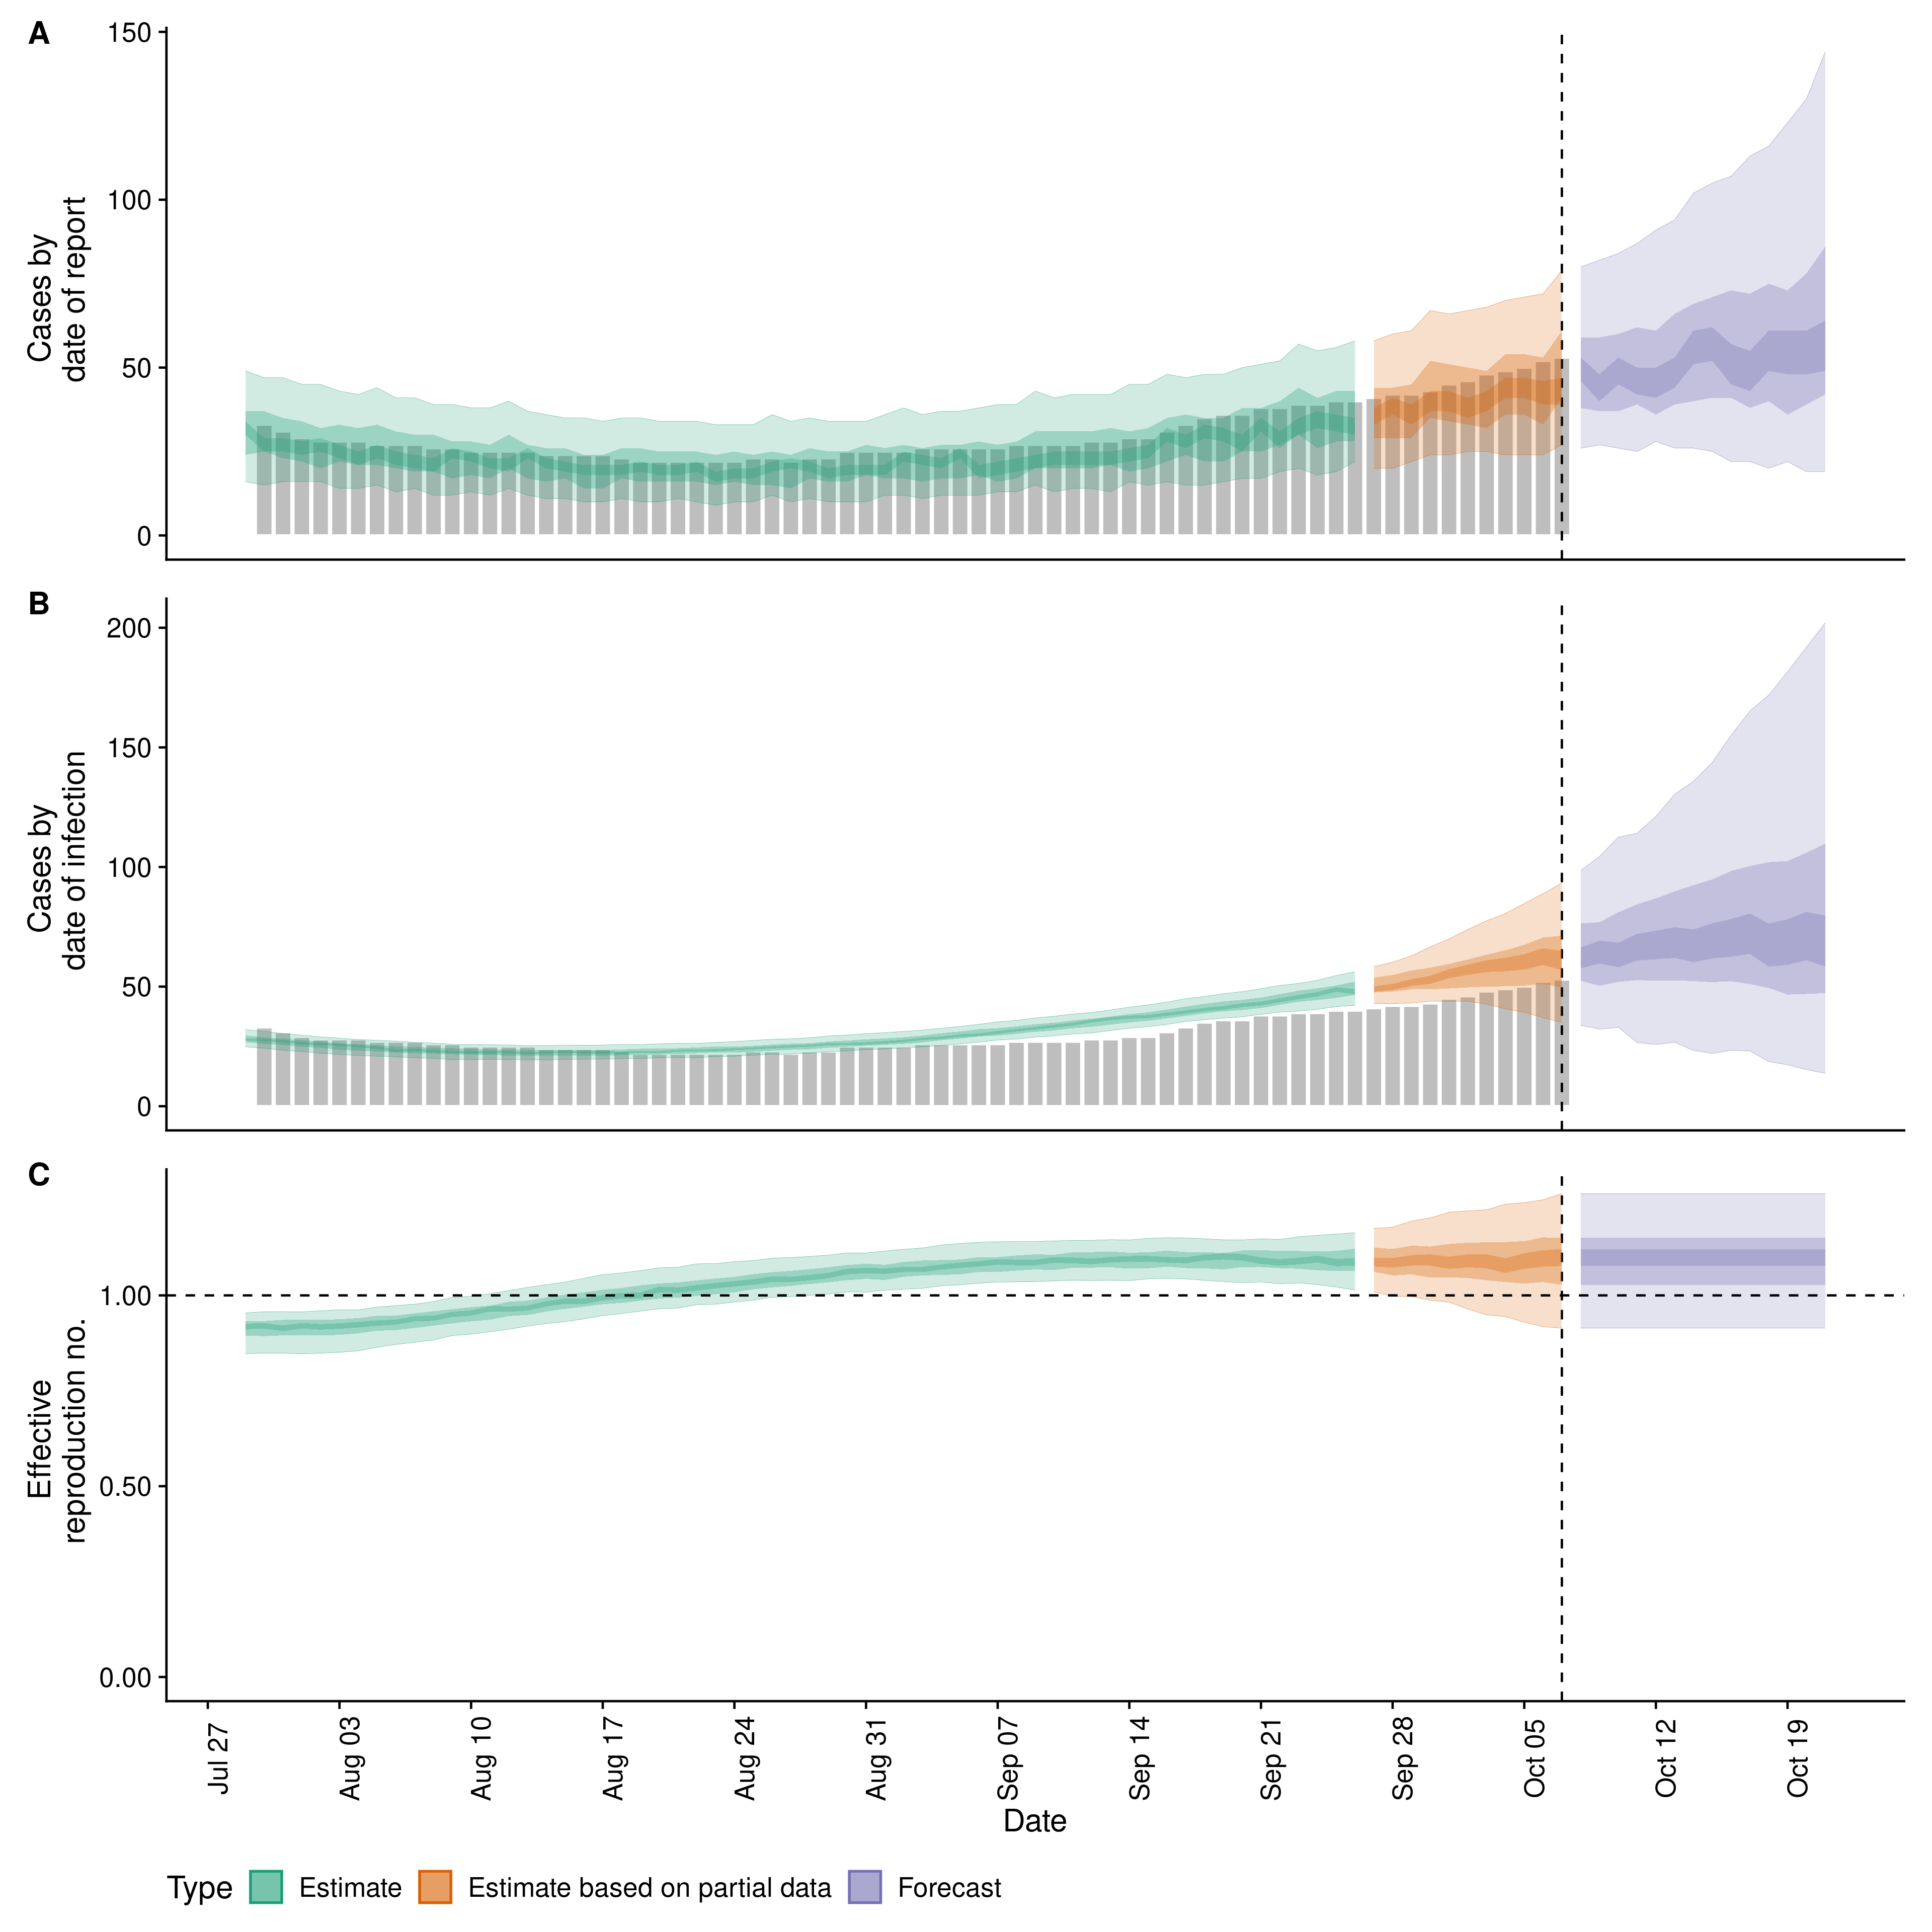 A
150
100
50
0
Cases by
date of report
B
200
150
100
50
0
Cases by
date of infection
C
1.00
0.50
0.00
Effective
reproduction no.
Jul 27
Aug 03
Aug 10
Aug 17
Aug 24
Aug 31
Sep 07
Sep 14
Sep 21
Sep 28
Oct 05
Oct 12
Oct 19
Date
Type Estimate Estimate based on partial data Forecast